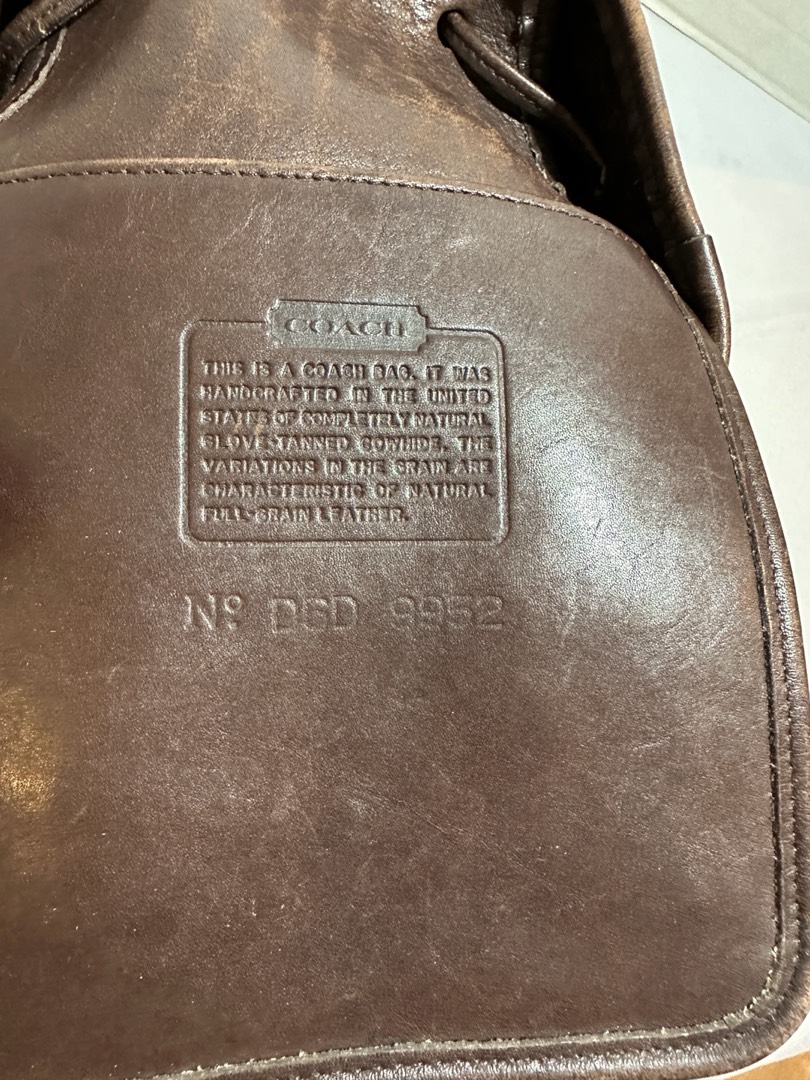 COACH
THIS IS A COACH BAG. IT WAS
HANDCRAFTED IN THE UNITED
STATES OF COMPLETELY NATURAL
GLOVE-TANNED COWHIDE. THE
VARIATIONS IN THE GRAIN ARE
CHARACTERISTIC OF NATURAL
FULL-GRAIN LEATHER.
Nº DGD 9952